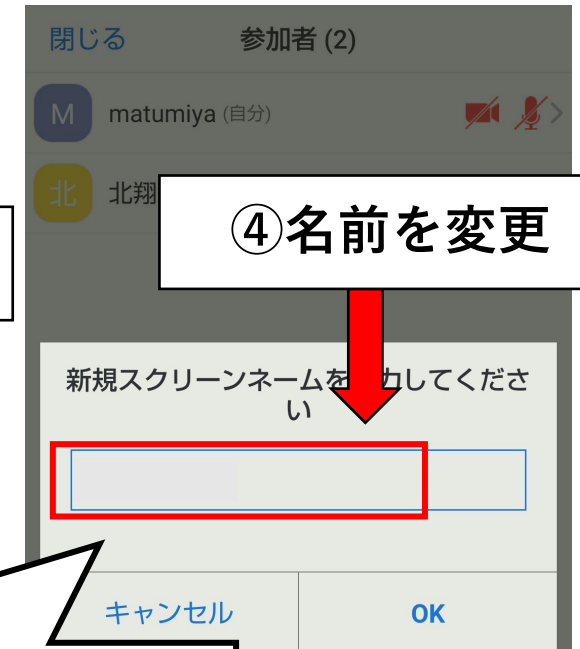 閉じる 参加者 (2)
M matumiya (自分)
北 北翔
④名前を変更
新規スクリーンネームを 力してくださ
い
キャンセル OK